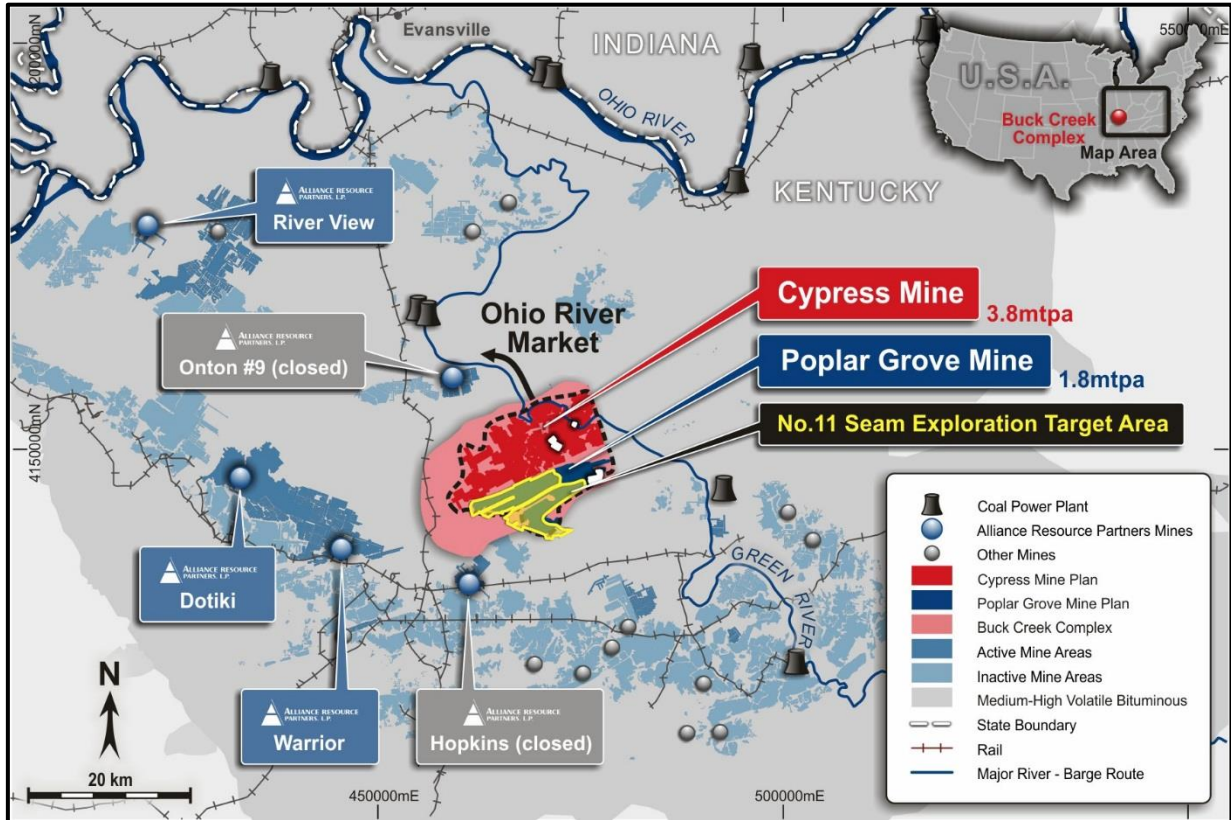 Evansville
INDIANA
OHIO RIVER
KENTUCKY
U.S.A.
Buck Creek
Complex
Map Area
550000mE
4200000mN
ALLIANCE RESOURCE
PARTNERS, L.P.
River View
Cypress Mine
3.8mtpa
Ohio River
Market
ALLIANCE RESOURCE
PARTNERS, L.P.
Onton #9 (closed)
Poplar Grove Mine
1.8mtpa
No.11 Seam Exploration Target Area
4150000mN
GREEN RIVER
ALLIANCE RESOURCE
PARTNERS, L.P.
Dotiki
ALLIANCE RESOURCE
PARTNERS, L.P.
Warrior
ALLIANCE RESOURCE
PARTNERS, L.P.
Hopkins (closed)
N
20 km
450000mE
500000mE
Coal Power Plant
Alliance Resource Partners Mines
Other Mines
Cypress Mine Plan
Poplar Grove Mine Plan
Buck Creek Complex
Active Mine Areas
Inactive Mine Areas
Medium-High Volatile Bituminous
State Boundary
Rail
Major River - Barge Route